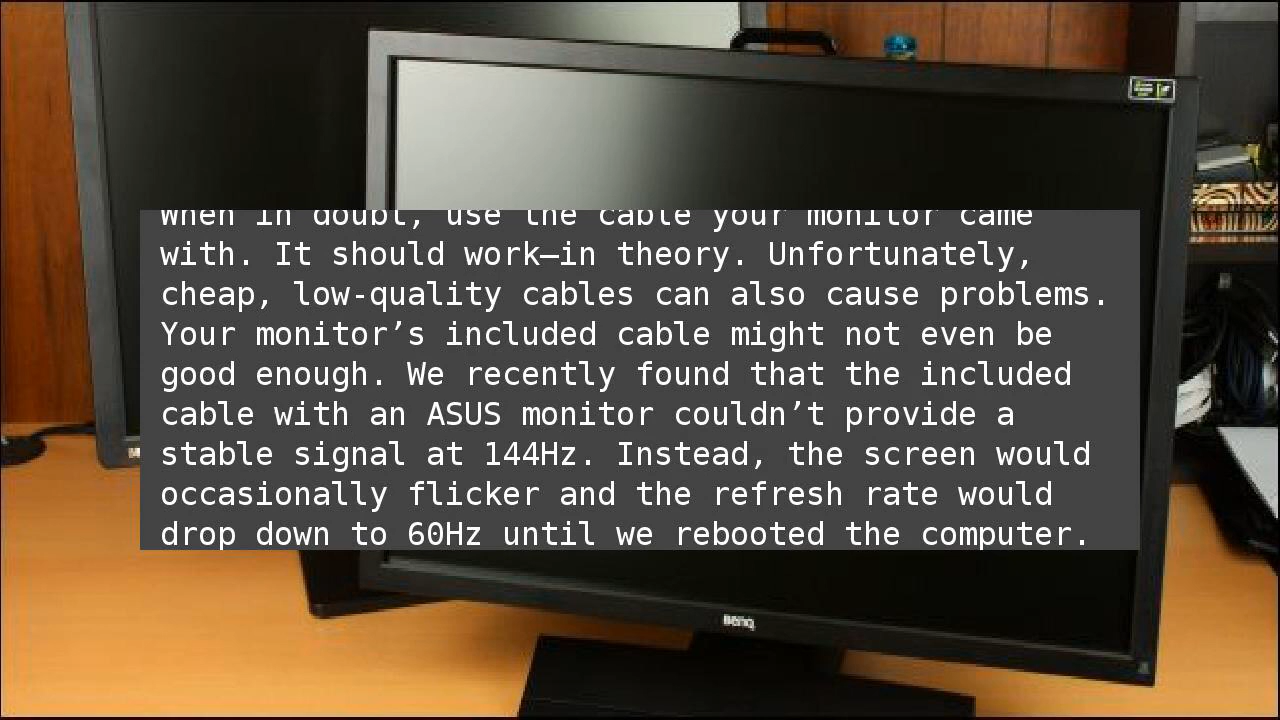 When in doubt, use the cable your monitor came
with. It should work—in theory. Unfortunately,
cheap, low-quality cables can also cause problems.
Your monitor’s included cable might not even be
good enough. We recently found that the included
cable with an ASUS monitor couldn’t provide a
stable signal at 144Hz. Instead, the screen would
occasionally flicker and the refresh rate would
drop down to 60Hz until we rebooted the computer.
BenQ